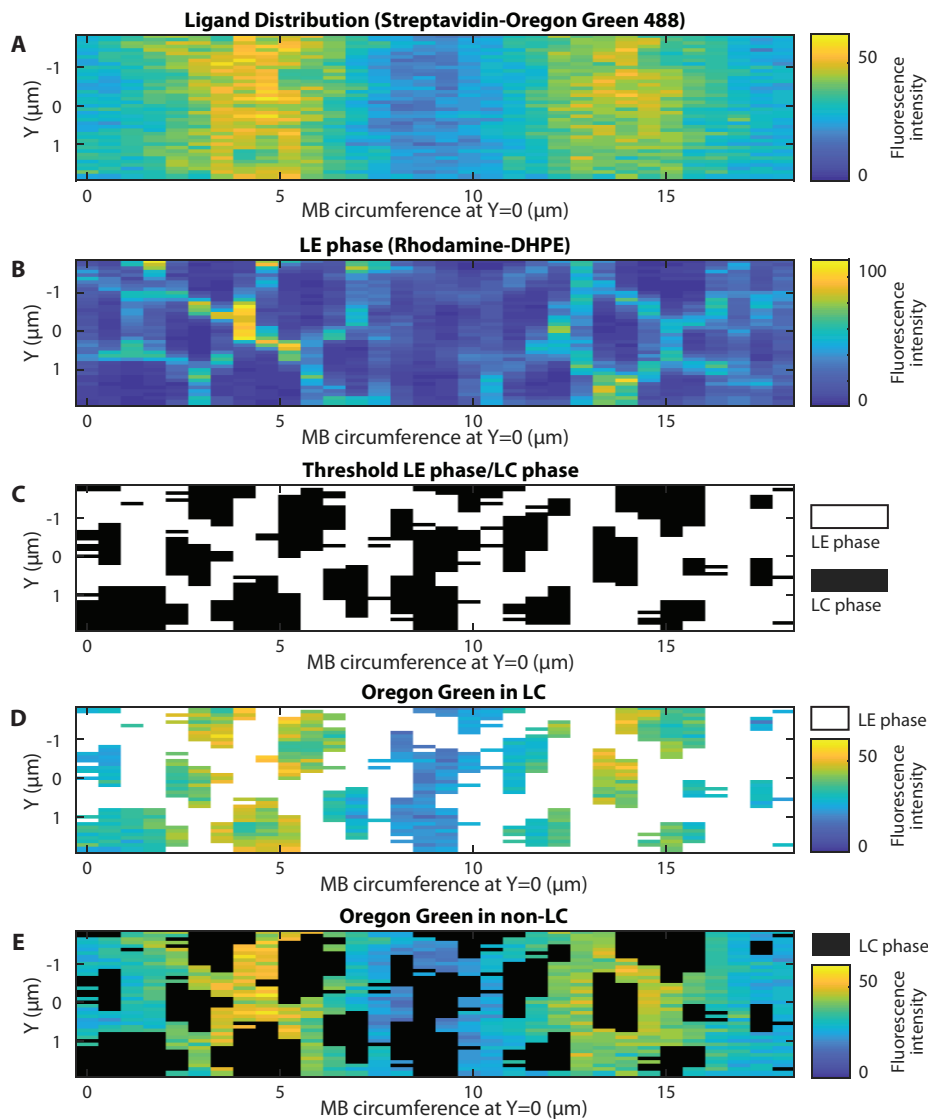 Ligand Distribution (Streptavidin-Oregon Green 488)
A
Y (μm)
-1
0
1
0
5
10
15
MB circumference at Y=0 (μm)
50
0
Fluorescence
intensity
LE phase (Rhodamine-DHPE)
B
Y (μm)
-1
0
1
0
5
10
15
MB circumference at Y=0 (μm)
100
0
Fluorescence
intensity
Threshold LE phase/LC phase
C
Y (μm)
-1
0
1
0
5
10
15
MB circumference at Y=0 (μm)
LE phase
LC phase
Oregon Green in LC
D
Y (μm)
-1
0
1
0
5
10
15
MB circumference at Y=0 (μm)
LE phase
50
0
Fluorescence
intensity
Oregon Green in non-LC
E
Y (μm)
-1
0
1
0
5
10
15
MB circumference at Y=0 (μm)
LC phase
50
0
Fluorescence
intensity